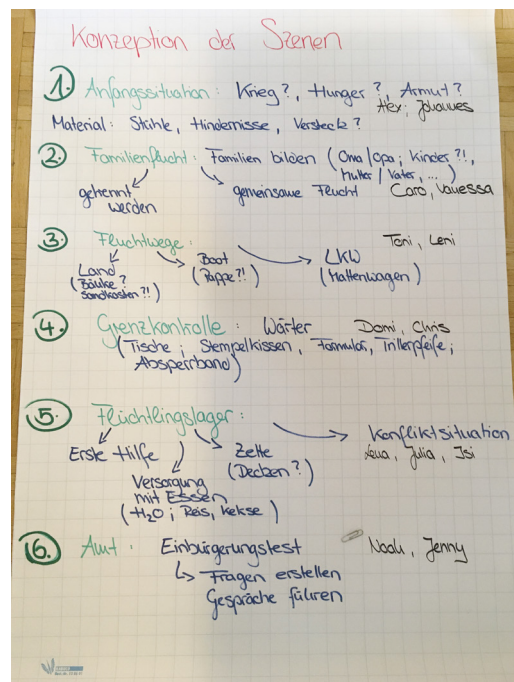 Konzeption der Szenen
1. Anfangssituation: Krieg?, Hunger?, Armut?
Alex, Johannes
Material: Stühle, Hindernisse, Verstecke?
2. Familienflucht: Familien bilden (Oma/Opa; Kinder?!,
Mutter/Vater, ...)
getrennt werden
gemeinsame Flucht
Caro, Vanessa
3. Fluchtwege:
Toni, Leni
Land
(Bänke?
Sandkasten?!)
Boot
(Pappe?!)
LKW
(Mattenwagen)
4. Grenzkontrolle: Wärter
Domi, Chris
(Tische; Stempelkissen, Formular, Trillerpfeife;
Absperrband)
5. Flüchtlingslager:
Erste Hilfe
Versorgung
mit Essen
(H₂O; Reis, Kekse)
Zelte
(Decken?)
Konfliktsituation
Julia, Isi
6. Amt: Einbürgerungstest
Noah, Jenny
Fragen erstellen
Gespräche führen